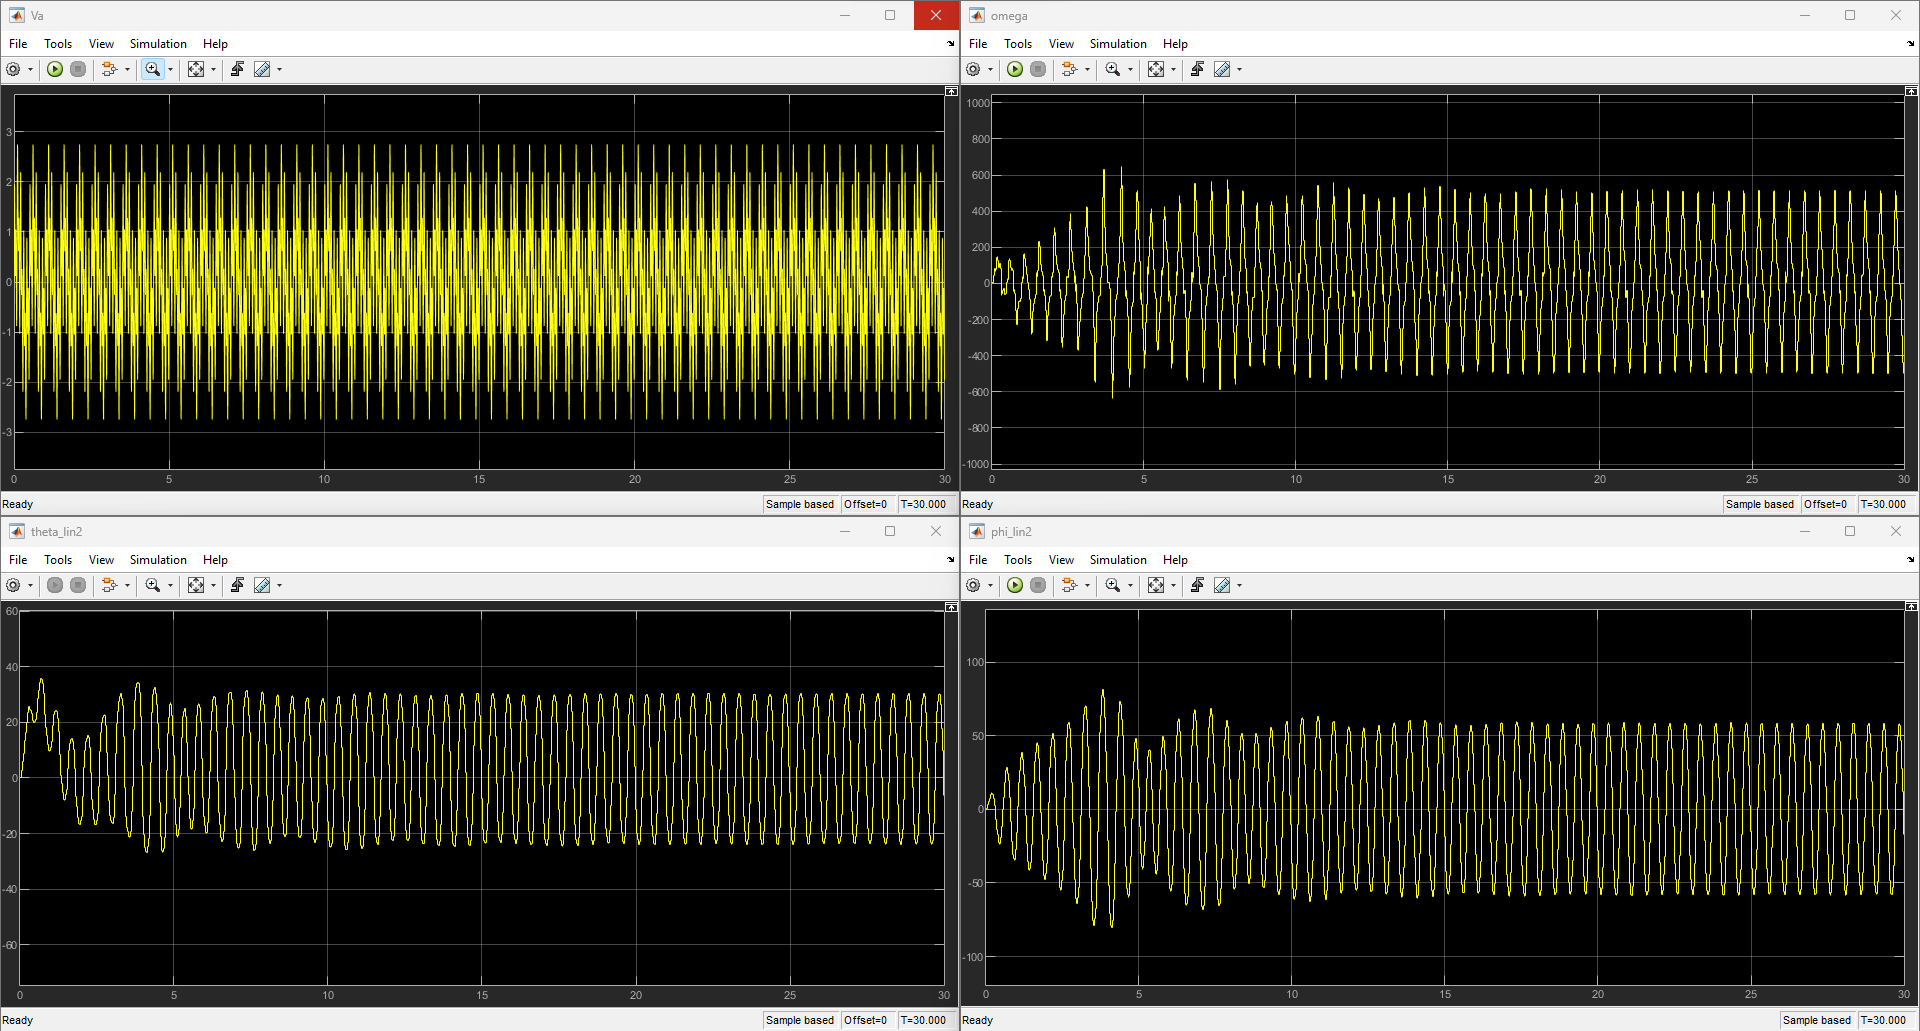 Va
File Tools View Simulation Help
3
2
1
0
-1
-2
-3
0 5 10 15 20 25 30
Ready Sample based Offset=0 T=30.000
omega
File Tools View Simulation Help
1000
800
600
400
200
0
-200
-400
-600
-800
-1000
0 5 10 15 20 25 30
Ready Sample based Offset=0 T=30.000
theta_lin2
File Tools View Simulation Help
60
40
20
0
-20
-40
-60
0 5 10 15 20 25 30
Ready Sample based Offset=0 T=30.000
phi_lin2
File Tools View Simulation Help
100
50
0
-50
-100
0 5 10 15 20 25 30
Ready Sample based T=30.000